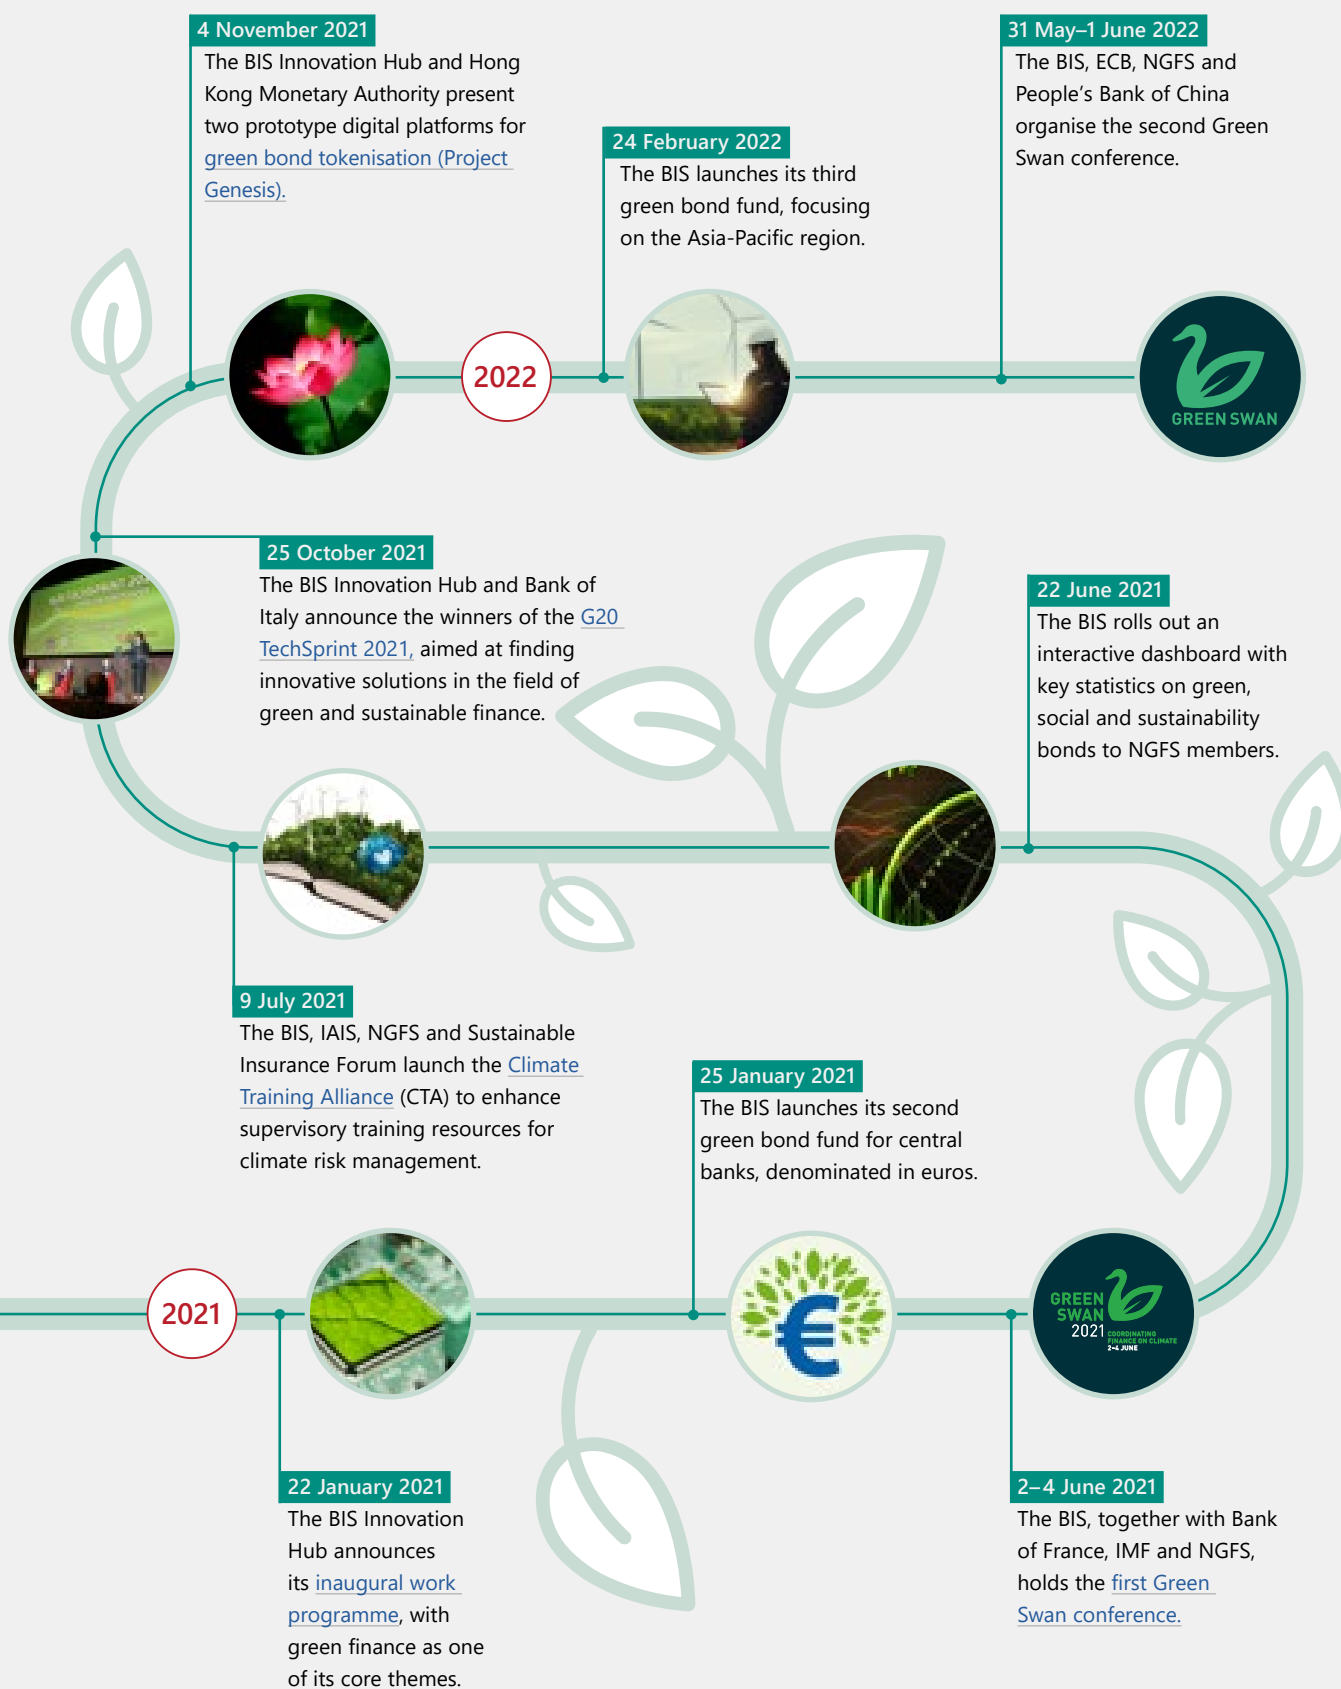 4 November 2021
The BIS Innovation Hub and Hong
Kong Monetary Authority present
two prototype digital platforms for
green bond tokenisation (Project
Genesis).
24 February 2022
The BIS launches its third
green bond fund, focusing
on the Asia-Pacific region.
31 May–1 June 2022
The BIS, ECB, NGFS and
People's Bank of China
organise the second Green
Swan conference.
2022
GREEN SWAN
25 October 2021
The BIS Innovation Hub and Bank of
Italy announce the winners of the G20
TechSprint 2021, aimed at finding
innovative solutions in the field of
green and sustainable finance.
22 June 2021
The BIS rolls out an
interactive dashboard with
key statistics on green,
social and sustainability
bonds to NGFS members.
9 July 2021
The BIS, IAIS, NGFS and Sustainable
Insurance Forum launch the Climate
Training Alliance (CTA) to enhance
supervisory training resources for
climate risk management.
25 January 2021
The BIS launches its second
green bond fund for central
banks, denominated in euros.
2021
€
GREEN
SWAN
2021
COORDINATING
FINANCE ON CLIMATE
2–4 JUNE
22 January 2021
The BIS Innovation
Hub announces
its inaugural work
programme, with
green finance as one
of its core themes.
2–4 June 2021
The BIS, together with Bank
of France, IMF and NGFS,
holds the first Green
Swan conference.